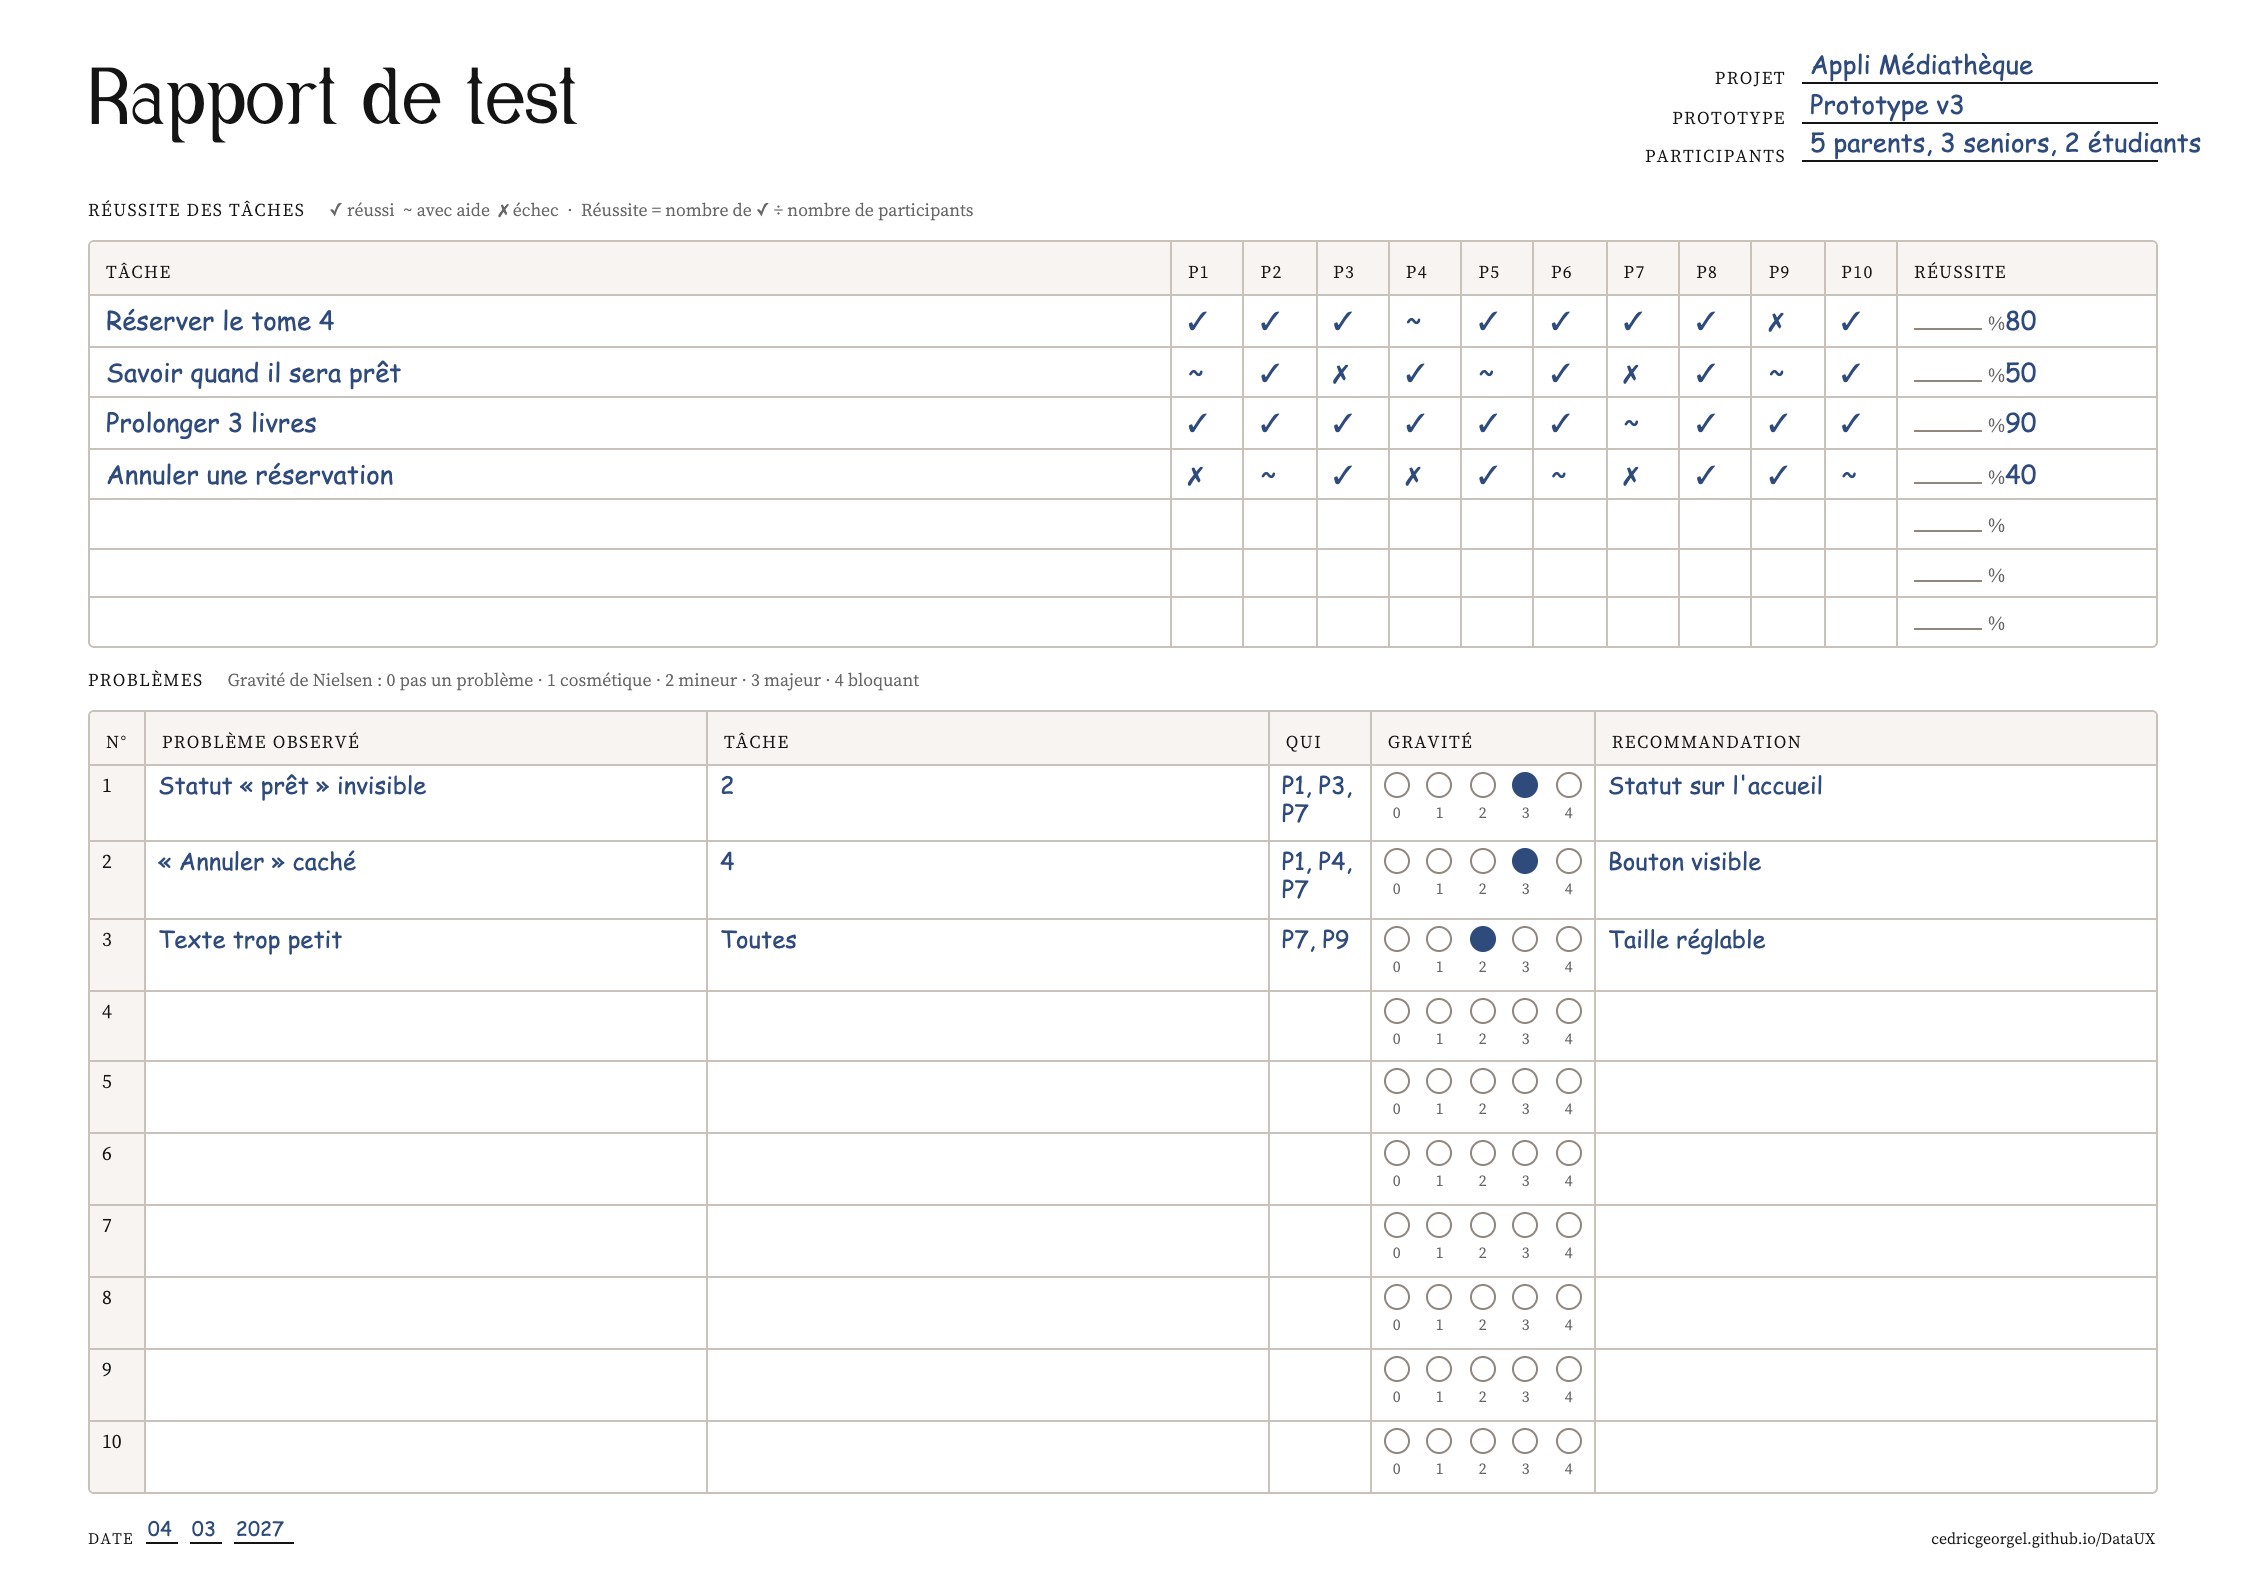 Rapport de test
PROJET Appli Médiathèque
PROTOTYPE Prototype v3
PARTICIPANTS 5 parents, 3 seniors, 2 étudiants
RÉUSSITE DES TÂCHES ✓ réussi ~ avec aide ✗ échec · Réussite = nombre de ✓ ÷ nombre de participants
TÂCHE P1 P2 P3 P4 P5 P6 P7 P8 P9 P10 RÉUSSITE
Réserver le tome 4 ✓ ✓ ✓ ~ ✓ ✓ ✓ ✓ ✗ ✓ %80
Savoir quand il sera prêt ~ ✓ ✗ ✓ ~ ✓ ✗ ✓ ~ ✓ %50
Prolonger 3 livres ✓ ✓ ✓ ✓ ✓ ✓ ~ ✓ ✓ ✓ %90
Annuler une réservation ✗ ~ ✓ ✗ ✓ ~ ✗ ✓ ✓ ~ %40
%
%
%
PROBLÈMES Gravité de Nielsen : 0 pas un problème · 1 cosmétique · 2 mineur · 3 majeur · 4 bloquant
N° PROBLÈME OBSERVÉ TÂCHE QUI GRAVITÉ RECOMMANDATION
1 Statut « prêt » invisible 2 P1, P3, Statut sur l'accueil
P7 0 1 2 3 4
2 « Annuler » caché 4 P1, P4, Bouton visible
P7 0 1 2 3 4
3 Texte trop petit Toutes P7, P9 Taille réglable
0 1 2 3 4
4
0 1 2 3 4
5
0 1 2 3 4
6
0 1 2 3 4
7
0 1 2 3 4
8
0 1 2 3 4
9
0 1 2 3 4
10
0 1 2 3 4
DATE 04 03 2027 cedricgeorgel.github.io/DataUX